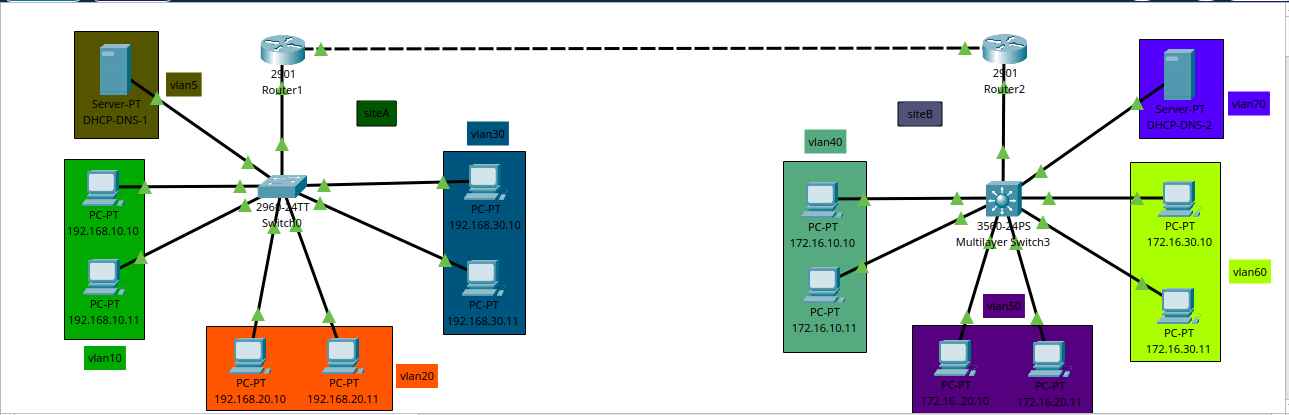 2901
Router1
2901
Router2
vlan5
Server-PT
DHCP-DNS-1
siteA
siteB
Server-PT
DHCP-DNS-2
vlan70
vlan30
vlan40
PC-PT
192.168.10.10
PC-PT
192.168.10.11
vlan10
2960-24TT
Switch0
PC-PT
192.168.30.10
PC-PT
192.168.30.11
PC-PT
192.168.20.10
PC-PT
192.168.20.11
vlan20
PC-PT
172.16.10.10
PC-PT
172.16.10.11
3560-24PS
Multilayer Switch3
PC-PT
172.16.30.10
vlan60
PC-PT
172.16.30.11
vlan50
PC-PT
172.16..20.10
PC-PT
172.16.20.11